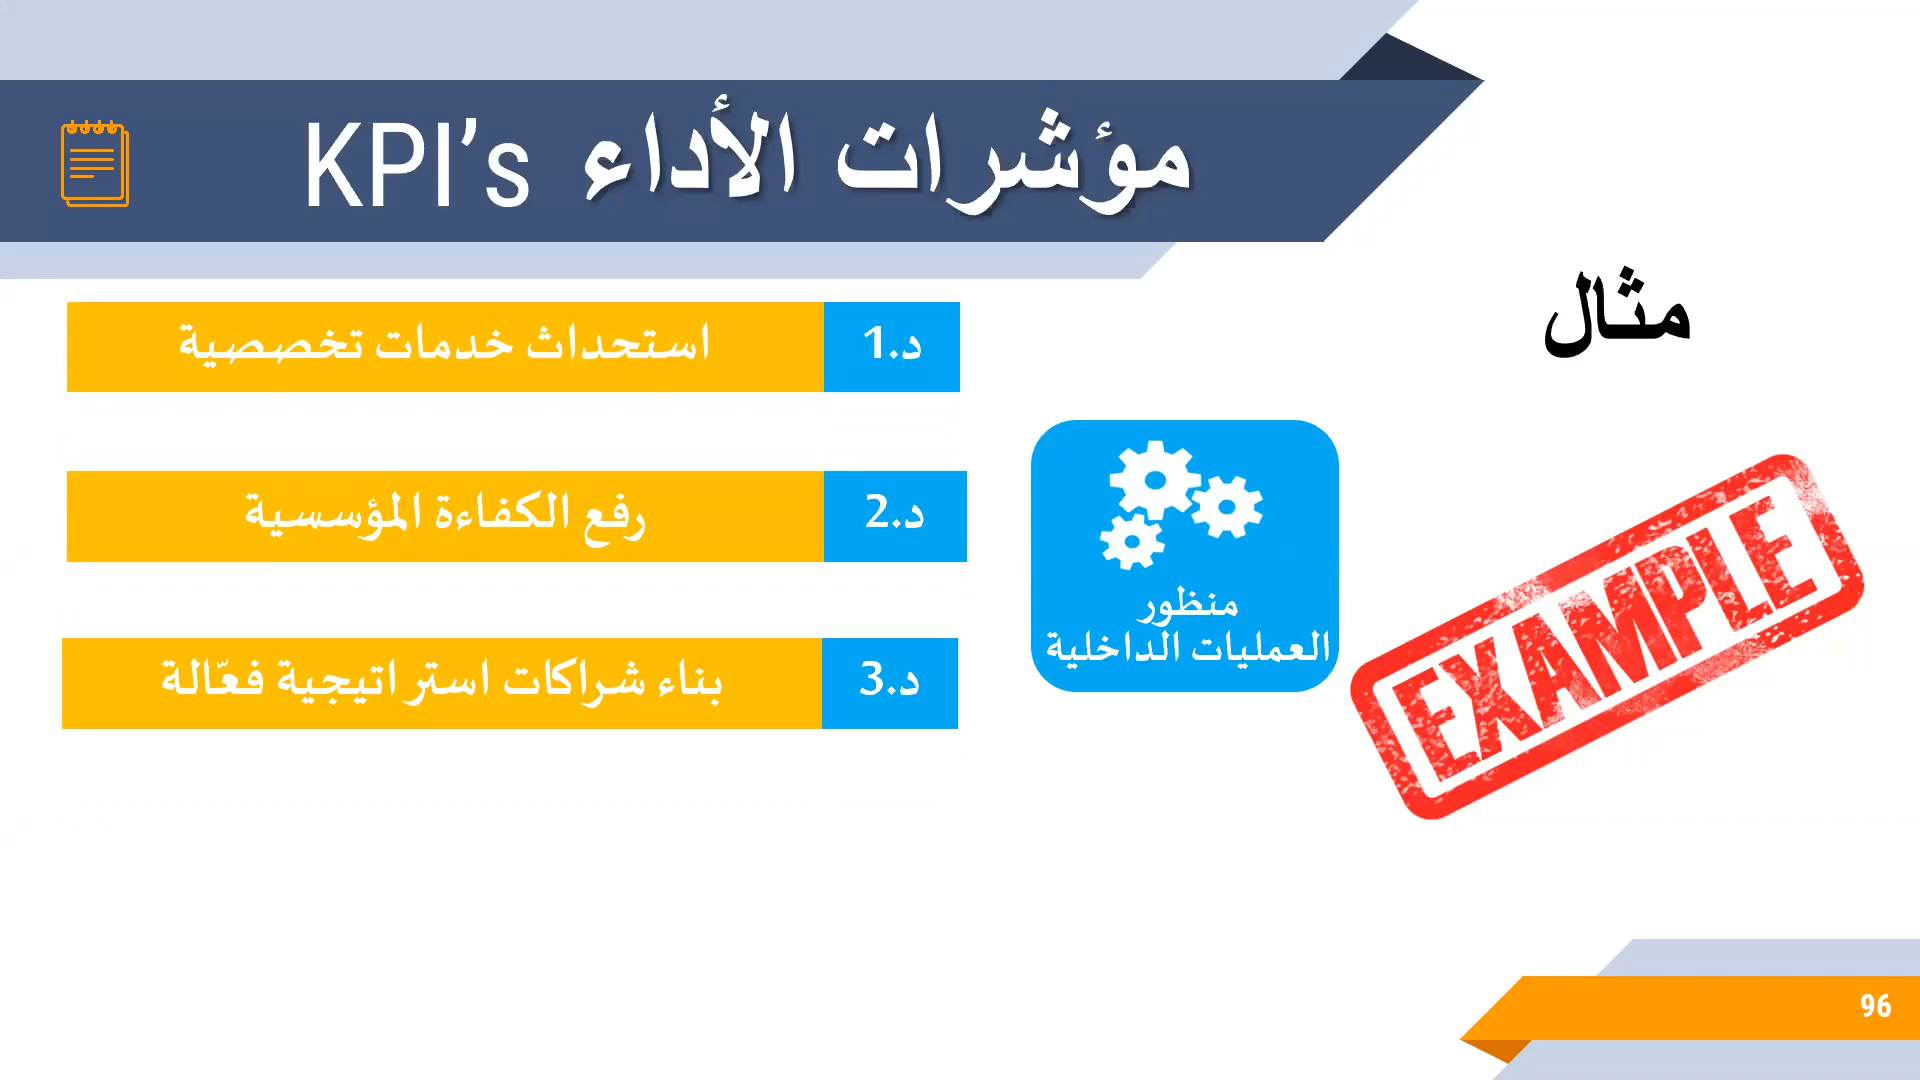 مؤشرات الأداء KPI’s
مثال
د.1 استحداث خدمات تخصصية
د.2 رفع الكفاءة المؤسسية
د.3 بناء شراكات استراتيجية فعّالة
منظور
العمليات الداخلية
EXAMPLE
96